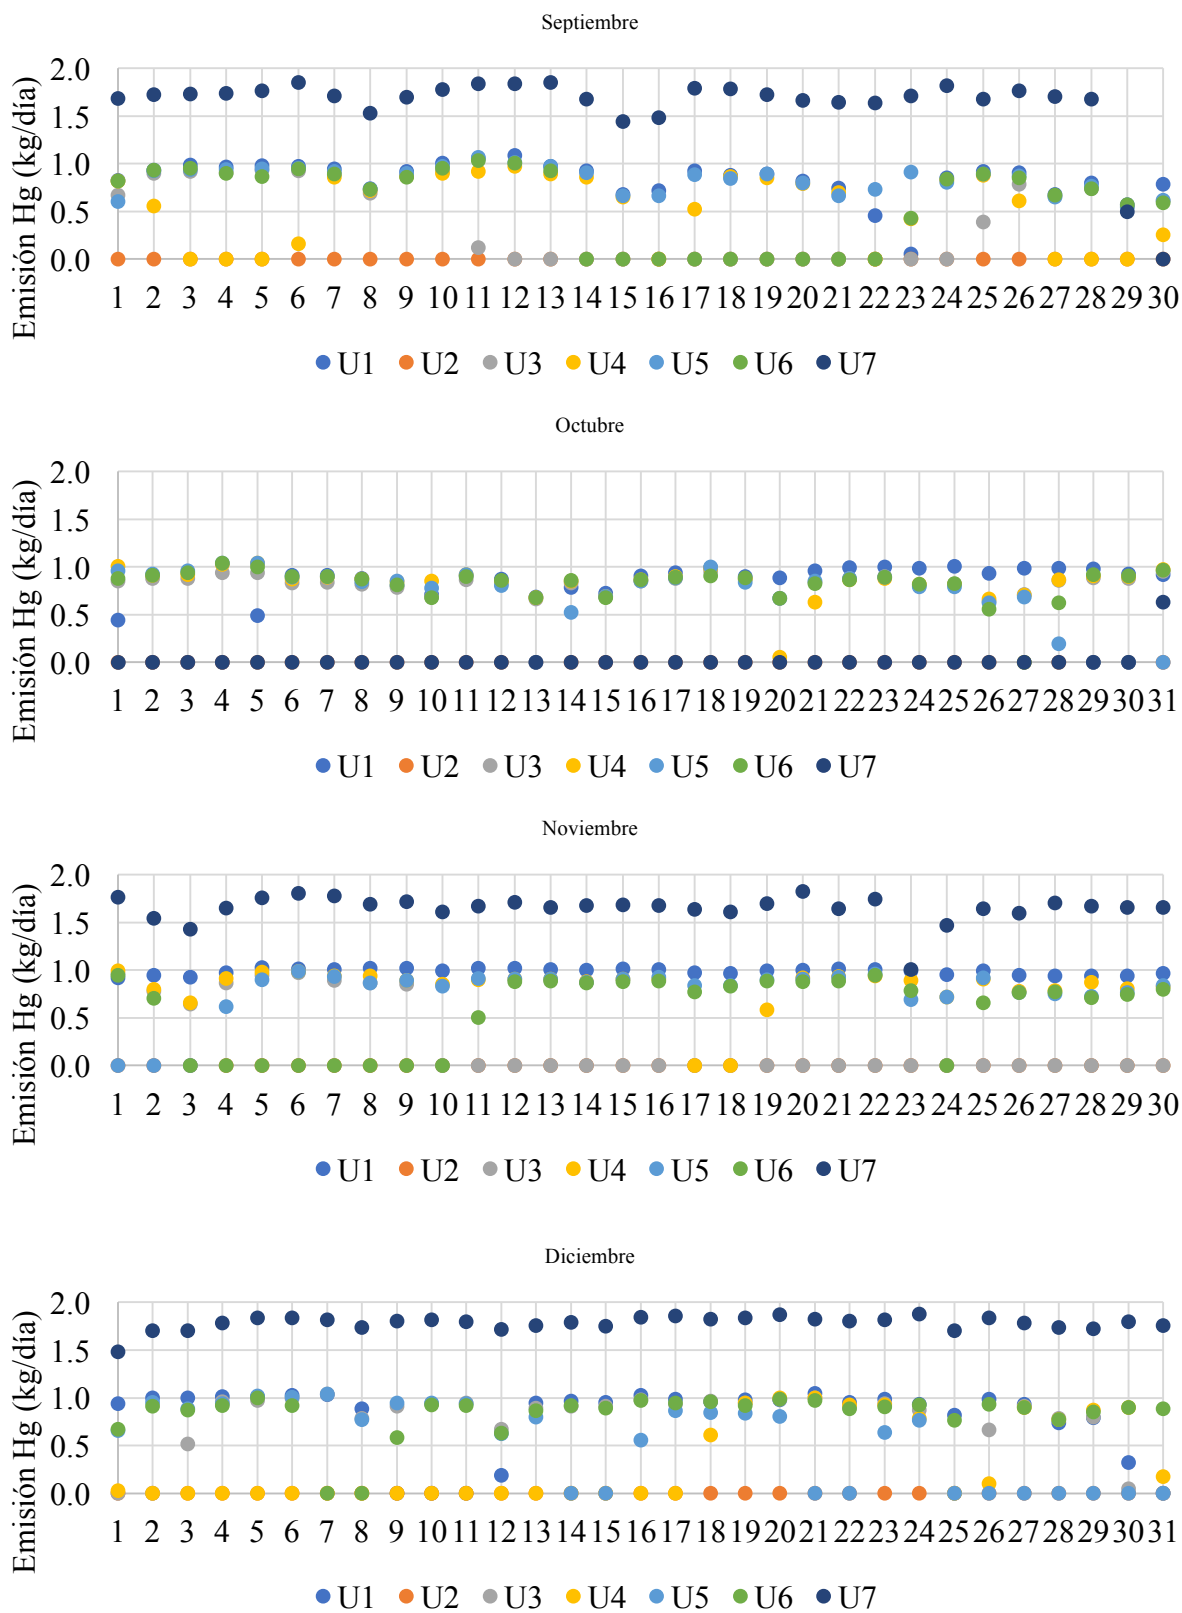 Septiembre
Emisión Hg (kg/día)
2.0
1.5
1.0
0.5
0.0
1 2 3 4 5 6 7 8 9 10 11 12 13 14 15 16 17 18 19 20 21 22 23 24 25 26 27 28 29 30
U1 U2 U3 U4 U5 U6 U7
Octubre
Emisión Hg (kg/día)
2.0
1.5
1.0
0.5
0.0
1 2 3 4 5 6 7 8 9 10 11 12 13 14 15 16 17 18 19 20 21 22 23 24 25 26 27 28 29 30 31
U1 U2 U3 U4 U5 U6 U7
Noviembre
Emisión Hg (kg/día)
2.0
1.5
1.0
0.5
0.0
1 2 3 4 5 6 7 8 9 10 11 12 13 14 15 16 17 18 19 20 21 22 23 24 25 26 27 28 29 30
U1 U2 U3 U4 U5 U6 U7
Diciembre
Emisión Hg (kg/día)
2.0
1.5
1.0
0.5
0.0
1 2 3 4 5 6 7 8 9 10 11 12 13 14 15 16 17 18 19 20 21 22 23 24 25 26 27 28 29 30 31
U1 U2 U3 U4 U5 U6 U7